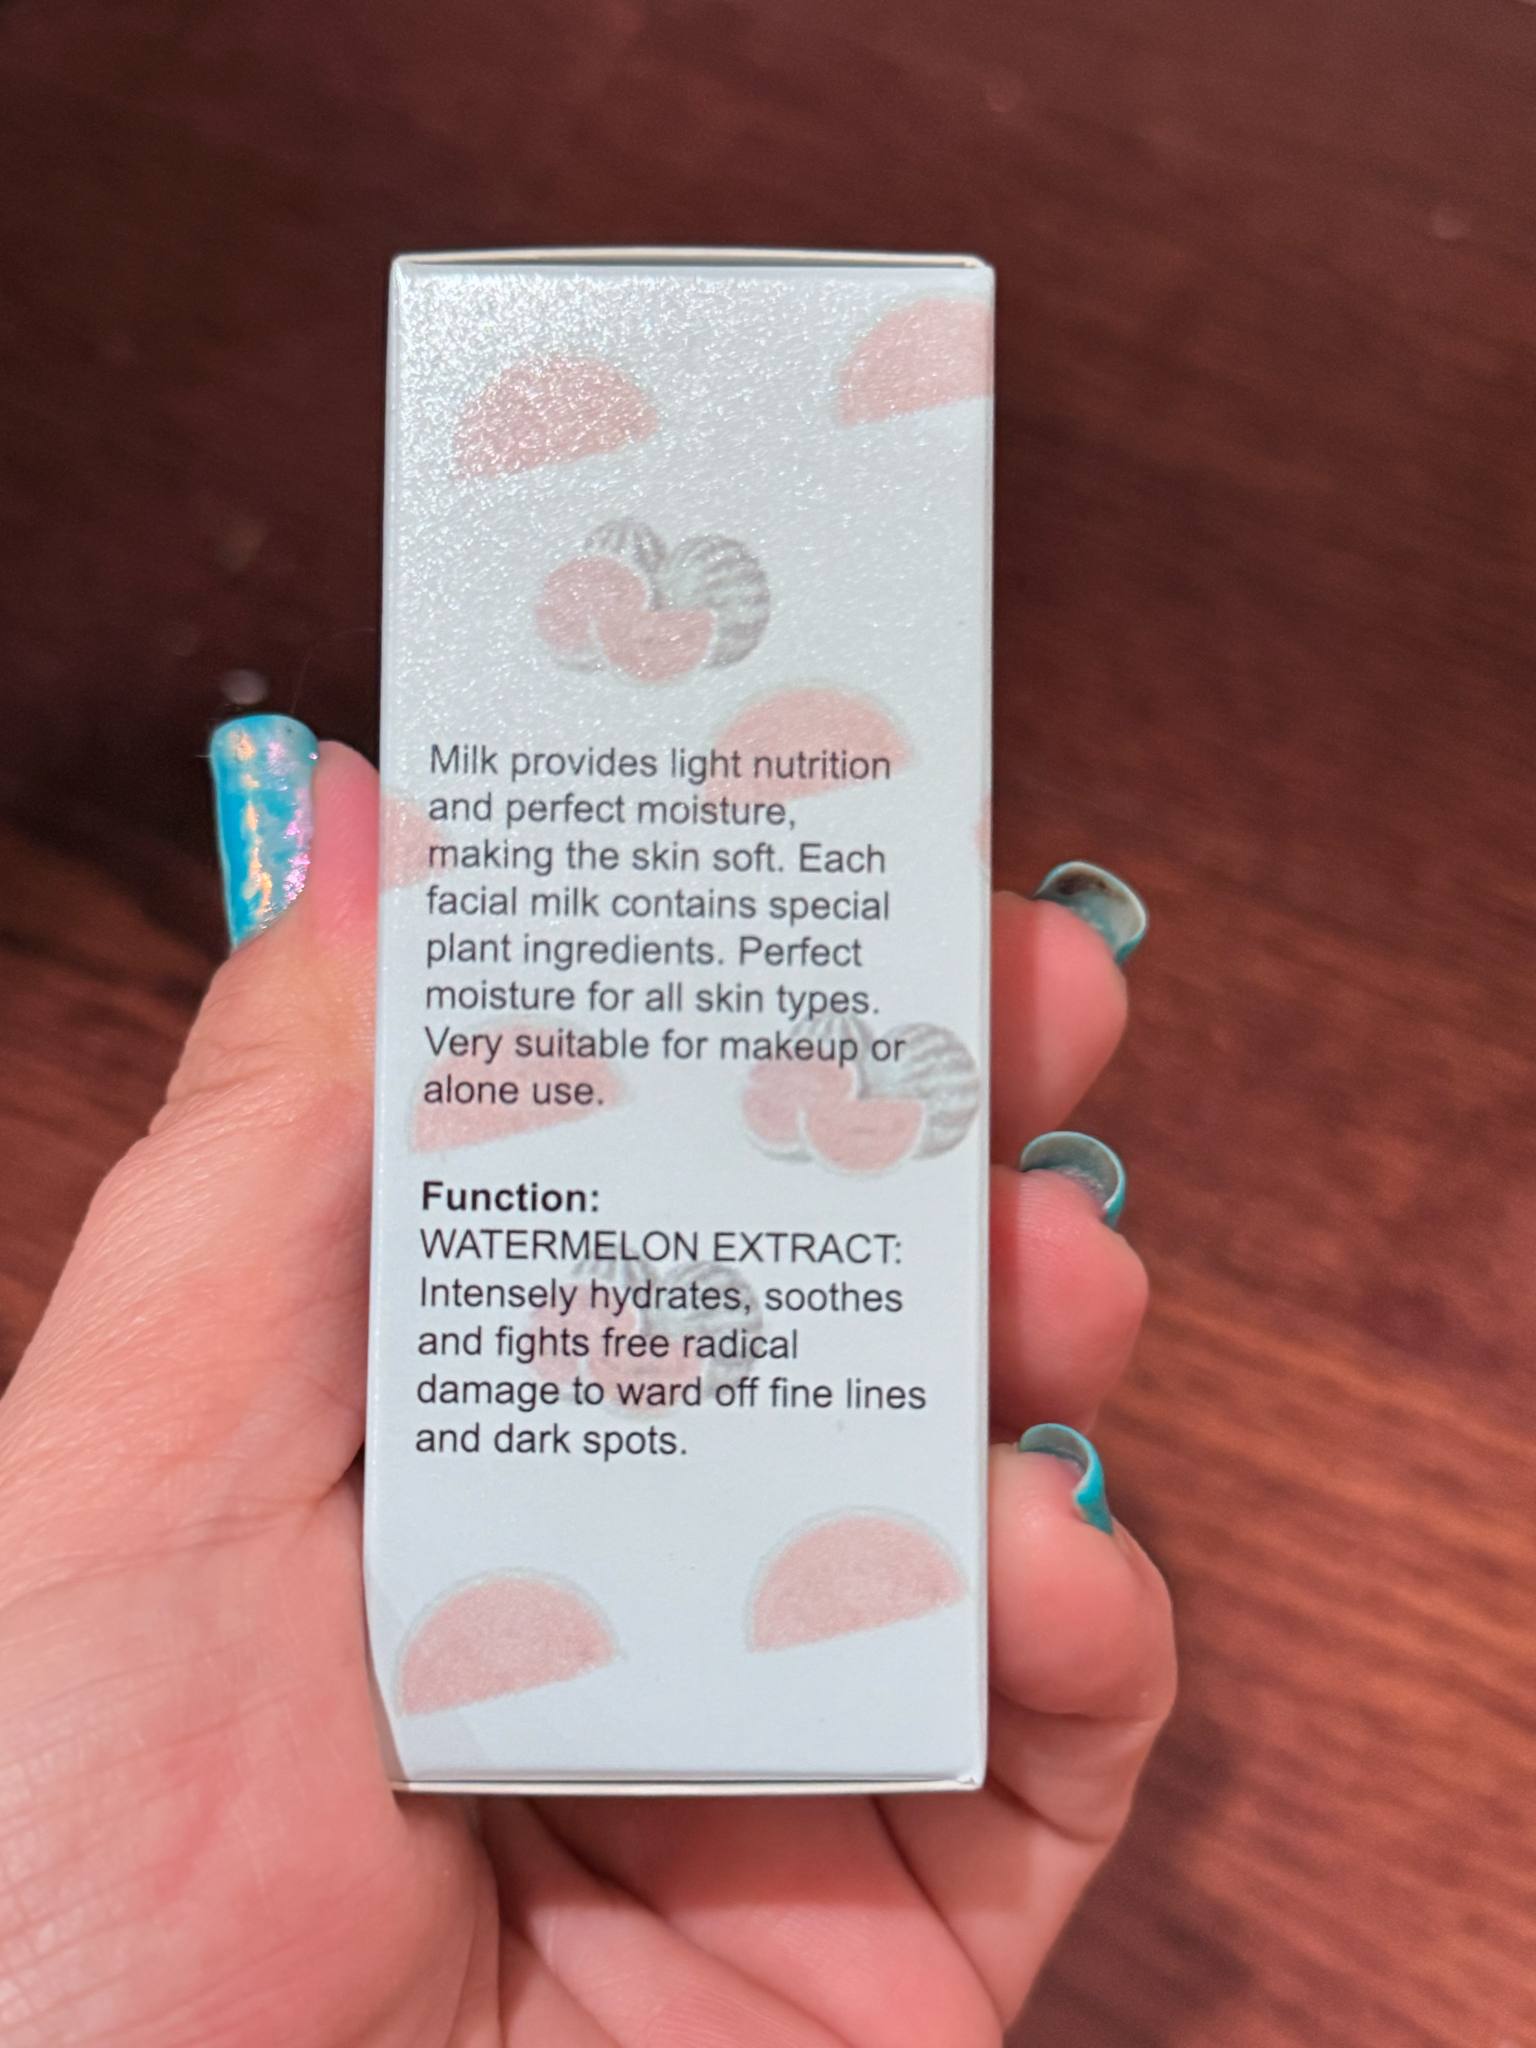 Milk provides light nutrition
and perfect moisture,
making the skin soft. Each
facial milk contains special
plant ingredients. Perfect
moisture for all skin types.
Very suitable for makeup or
alone use.
Function:
WATERMELON EXTRACT:
Intensely hydrates, soothes
and fights free radical
damage to ward off fine lines
and dark spots.